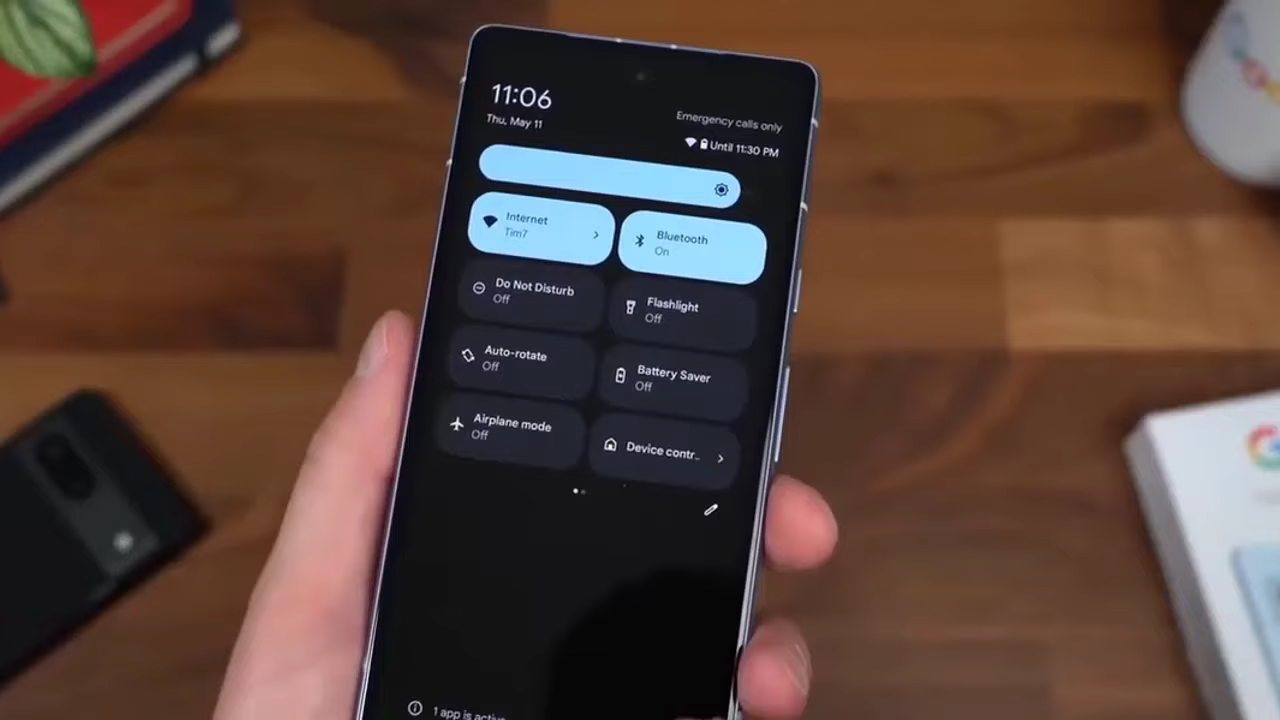 11:06
Thu, May 11
Emergency calls only
Until 11:30 PM
Internet
Tim7
Bluetooth
On
Do Not Disturb
Off
Flashlight
Off
Auto-rotate
Off
Battery Saver
Off
Airplane mode
Off
Device contr..
1 app is active